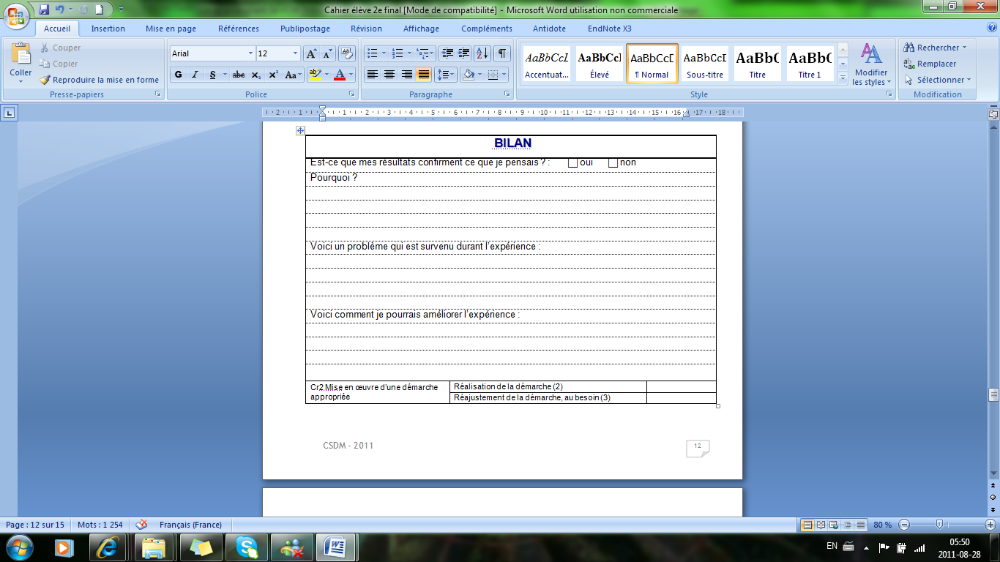 Cahier élève 2e final [Mode de compatibilité] - Microsoft Word utilisation non commerciale
Accueil Insertion Mise en page Références Publipostage Révision Affichage Compléments Antidote EndNote X3
Coller
Couper
Copier
Reproduire la mise en forme
Presse-papiers
Arial 12
G I S abc x₂ x² Aa
Police
Paragraphe
AaBbCcL AaBbCcI AaBbCcD AaBbCcD AaBbC AaBbC
Accentuat... Élevé ¶ Normal Sous-titre Titre Titre 1
Modifier
les styles
Style
Rechercher
Remplacer
Sélectionner
Modification
2 1 1 2 3 4 5 6 7 8 9 10 11 12 13 14 15 16 17 18
BILAN
Est-ce que mes résultats confirment ce que je pensais ? : oui non
Pourquoi ?
Voici un problème qui est survenu durant l'expérience :
Voici comment je pourrais améliorer l'expérience :
Cr2 Mise en œuvre d'une démarche
appropriée
Réalisation de la démarche (2)
Réajustement de la démarche, au besoin (3)
CSDM - 2011
12
Page : 12 sur 15 Mots : 1 254 Français (France) 80 %
EN
05:50
2011-08-28